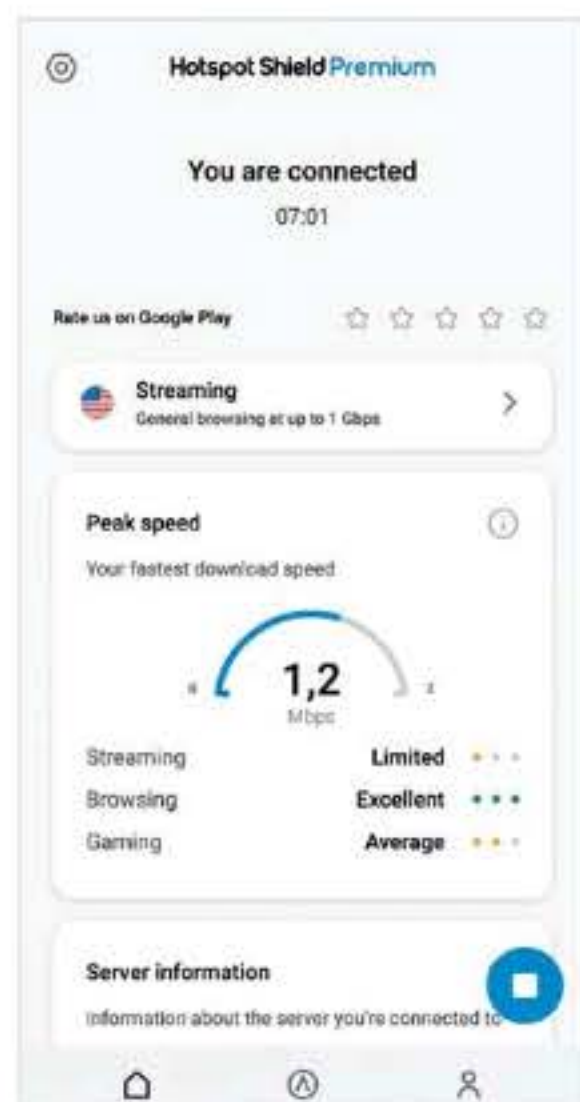 Hotspot Shield Premium
You are connected
07:01
Rate us on Google Play
Streaming
General browsing at up to 1 Gbps
Peak speed
Your fastest download speed
1,2
Mbps
Streaming Limited
Browsing Excellent
Gaming Average
Server information
Information about the server you're connected to